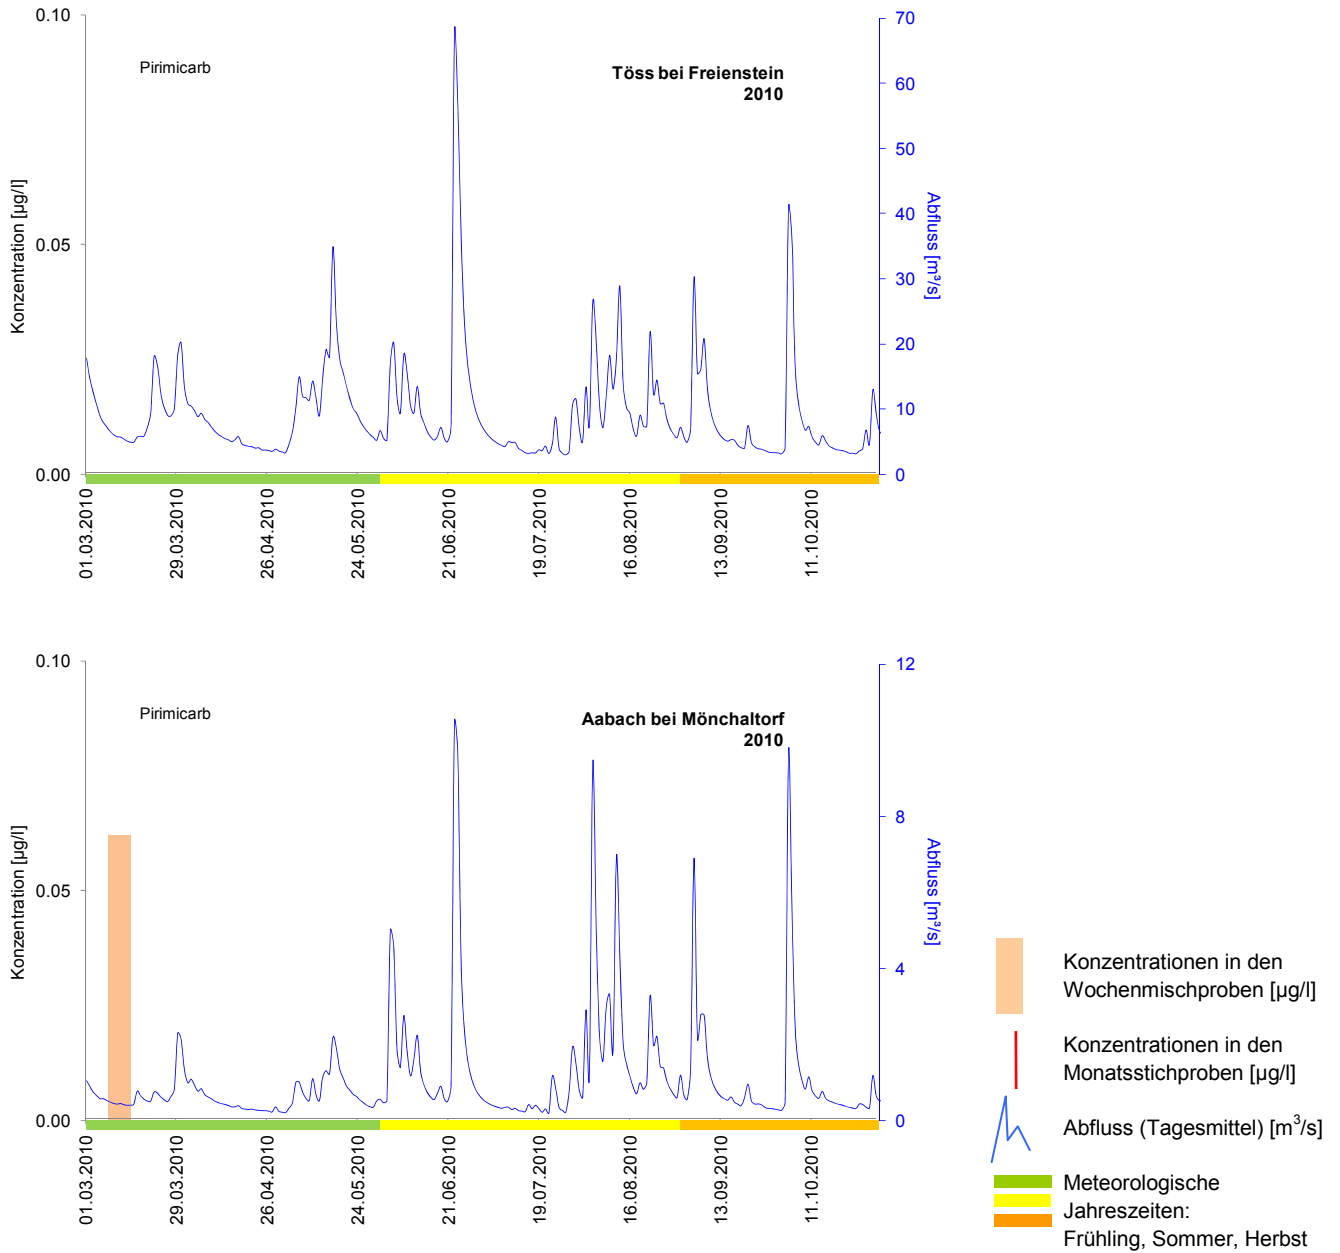 0.10
70
Pirimicarb
Töss bei Freienstein
2010
60
50
40
0.05
30
20
10
0.00
0
Konzentration [µg/l]
Abfluss [m³/s]
01.03.2010
29.03.2010
26.04.2010
24.05.2010
21.06.2010
19.07.2010
16.08.2010
13.09.2010
11.10.2010
0.10
12
Pirimicarb
Aabach bei Mönchaltorf
2010
8
0.05
4
0.00
0
Konzentration [µg/l]
Abfluss [m³/s]
01.03.2010
29.03.2010
26.04.2010
24.05.2010
21.06.2010
19.07.2010
16.08.2010
13.09.2010
11.10.2010
Konzentrationen in den
Wochenmischproben [µg/l]
Konzentrationen in den
Monatsstichproben [µg/l]
Abfluss (Tagesmittel) [m³/s]
Meteorologische
Jahreszeiten:
Frühling, Sommer, Herbst